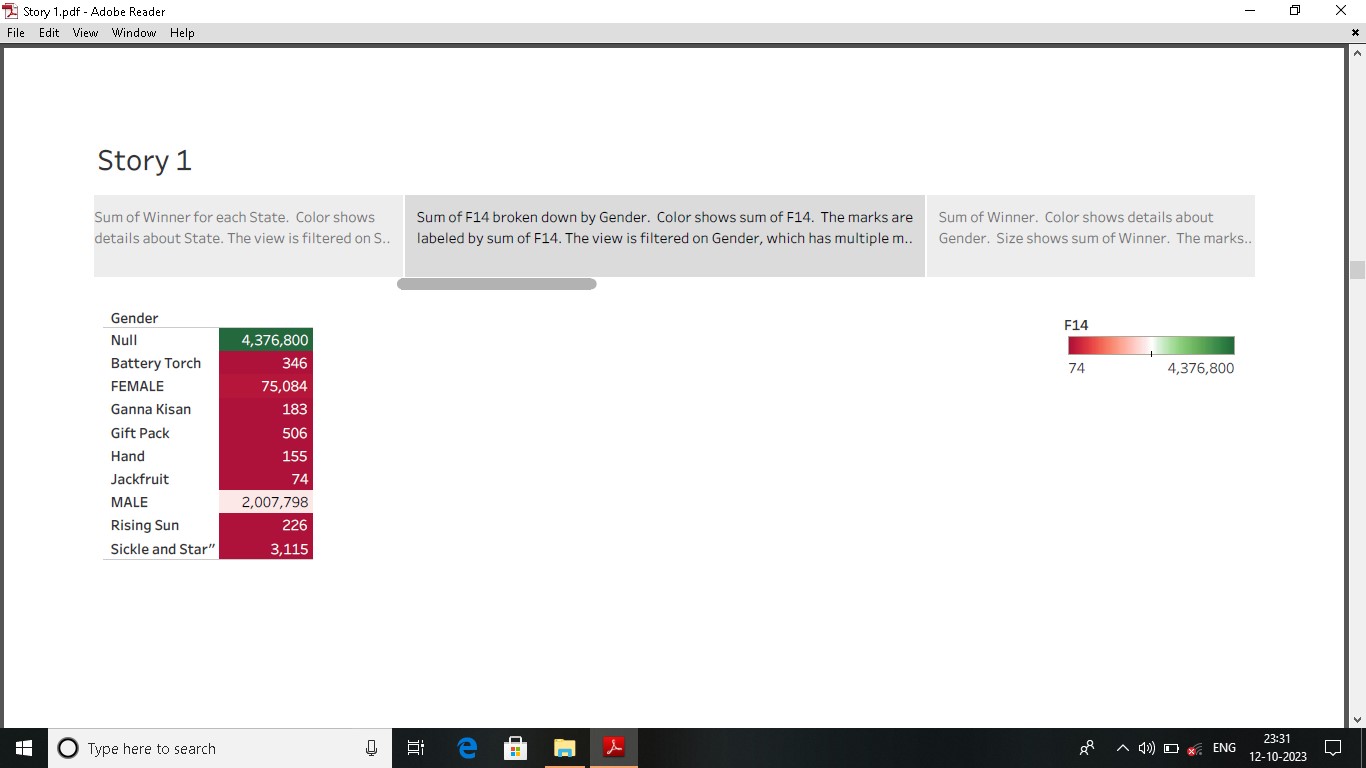 Story 1.pdf - Adobe Reader
File Edit View Window Help
Story 1
Sum of Winner for each State. Color shows
details about State. The view is filtered on S..
Sum of F14 broken down by Gender. Color shows sum of F14. The marks are
labeled by sum of F14. The view is filtered on Gender, which has multiple m..
Sum of Winner. Color shows details about
Gender. Size shows sum of Winner. The marks..
Gender
Null 4,376,800
Battery Torch 346
FEMALE 75,084
Ganna Kisan 183
Gift Pack 506
Hand 155
Jackfruit 74
MALE 2,007,798
Rising Sun 226
Sickle and Star” 3,115
F14
74 4,376,800
Type here to search
ENG
23:31
12-10-2023